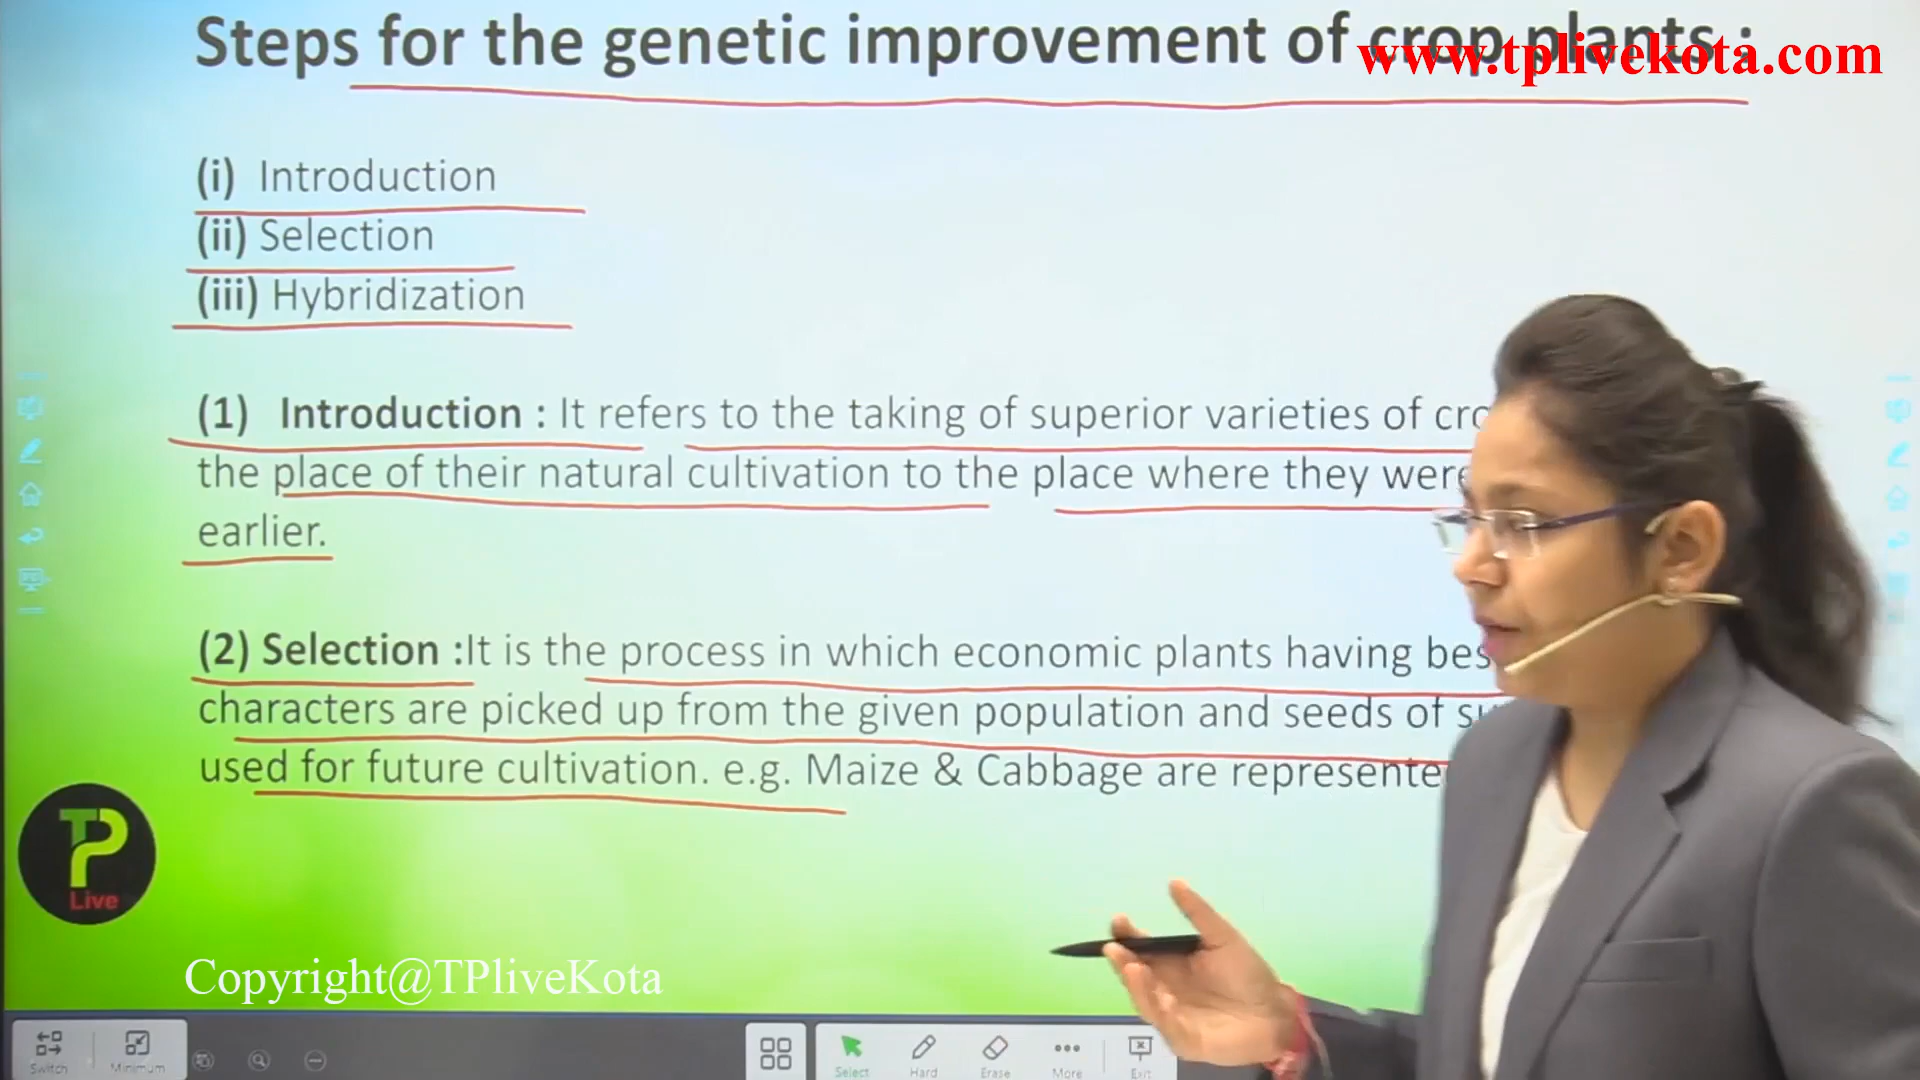 Steps for the genetic improvement of crop plants :
www.tplivekota.com
(i) Introduction
(ii) Selection
(iii) Hybridization
(1) Introduction : It refers to the taking of superior varieties of
the place of their natural cultivation to the place where they were
earlier.
(2) Selection :It is the process in which economic plants having
characters are picked up from the given population and seeds of
used for future cultivation. e.g. Maize & Cabbage are
TP
Live
Copyright@TPliveKota
Switch
Minimum
Select
Hard
Erase
More
Exit